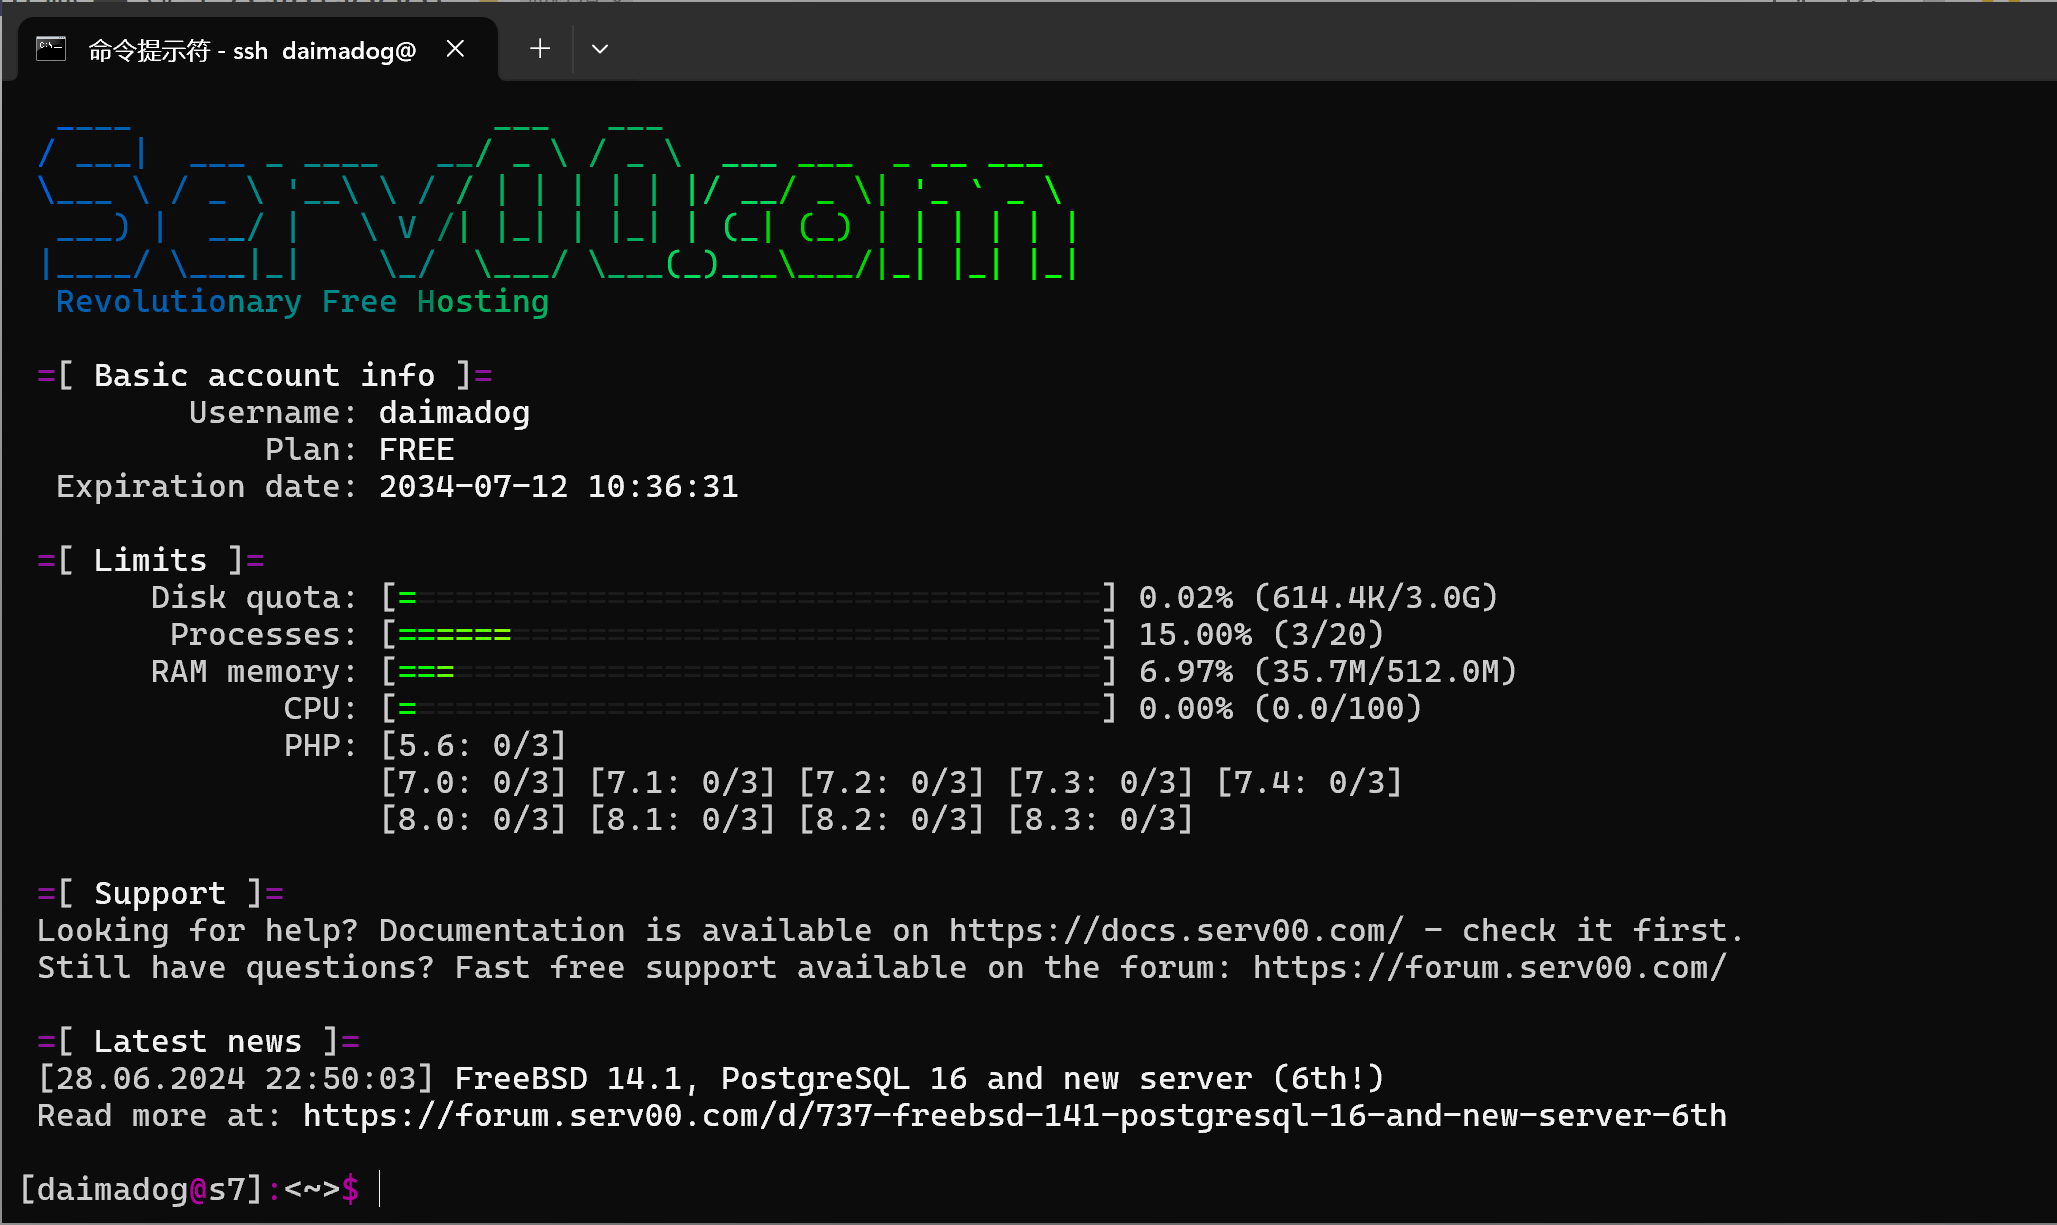 命令提示符 - ssh  daimadog@
Serv00.com
Revolutionary Free Hosting
=[ Basic account info ]=
Username: daimadog
Plan: FREE
Expiration date: 2034-07-12 10:36:31
=[ Limits ]=
Disk quota: [=====================================] 0.02% (614.4K/3.0G)
Processes: [=====================================] 15.00% (3/20)
RAM memory: [=====================================] 6.97% (35.7M/512.0M)
CPU: [=====================================] 0.00% (0.0/100)
PHP: [5.6: 0/3]
[7.0: 0/3] [7.1: 0/3] [7.2: 0/3] [7.3: 0/3] [7.4: 0/3]
[8.0: 0/3] [8.1: 0/3] [8.2: 0/3] [8.3: 0/3]
=[ Support ]=
Looking for help? Documentation is available on https://docs.serv00.com/ - check it first.
Still have questions? Fast free support available on the forum: https://forum.serv00.com/
=[ Latest news ]=
[28.06.2024 22:50:03] FreeBSD 14.1, PostgreSQL 16 and new server (6th!)
Read more at: https://forum.serv00.com/d/737-freebsd-141-postgresql-16-and-new-server-6th
[daimadog@s7]:<~>$